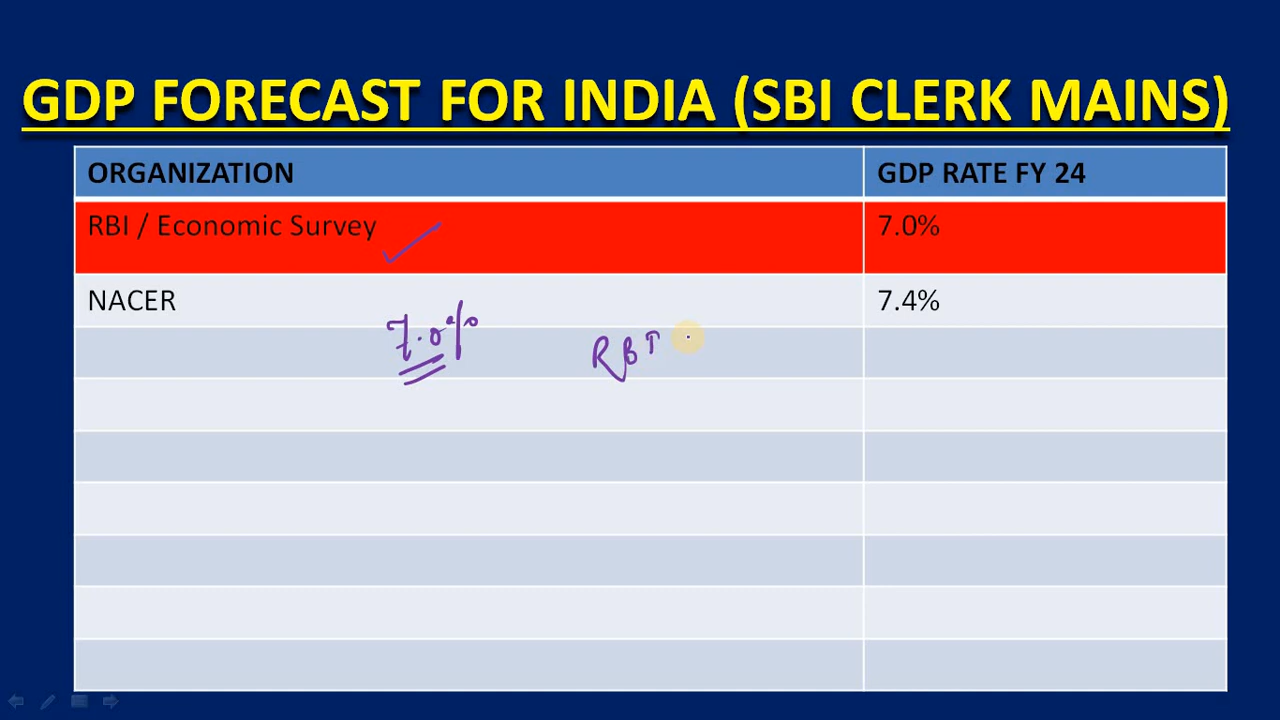 GDP FORECAST FOR INDIA (SBI CLERK MAINS)
ORGANIZATION GDP RATE FY 24
RBI / Economic Survey 7.0%
NACER 7.4%
7.0% RBI